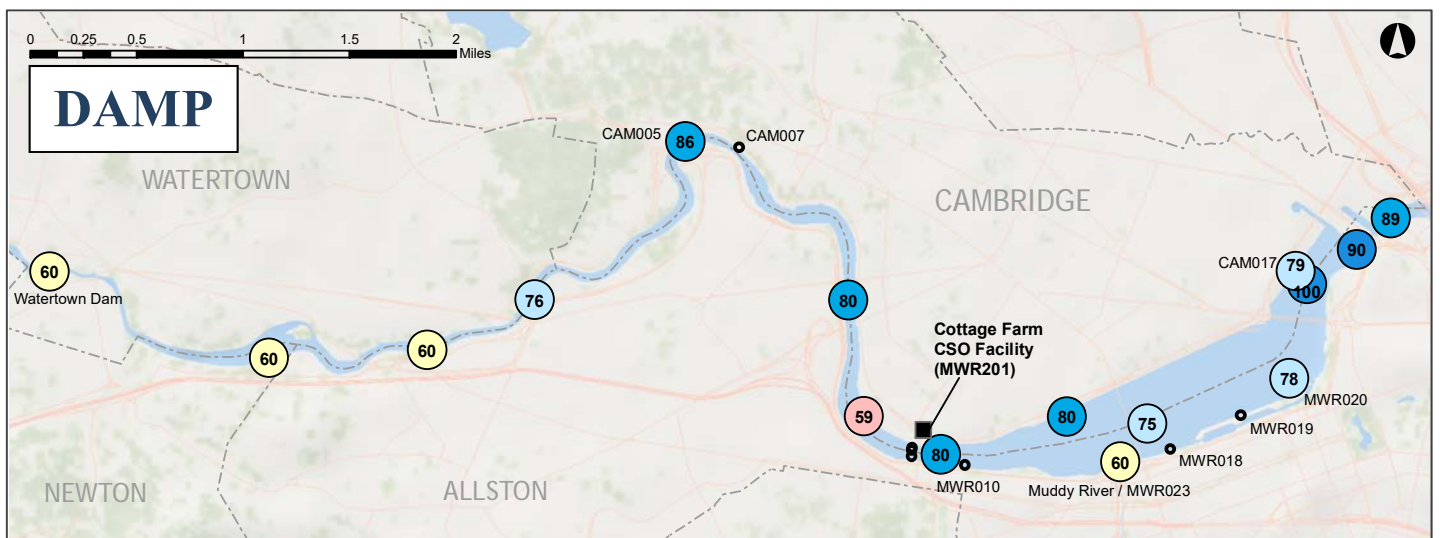 0 0.25 0.5 1 1.5 2
Miles
DAMP
CAM005
86
CAM007
WATERTOWN
CAMBRIDGE
89
90
CAM017
79
100
60
Watertown Dam
76
80
60
60
Cottage Farm
CSO Facility
(MWR201)
78
MWR020
59
80
75
MWR019
80
60
MWR018
MWR010
Muddy River / MWR023
NEWTON
ALLSTON